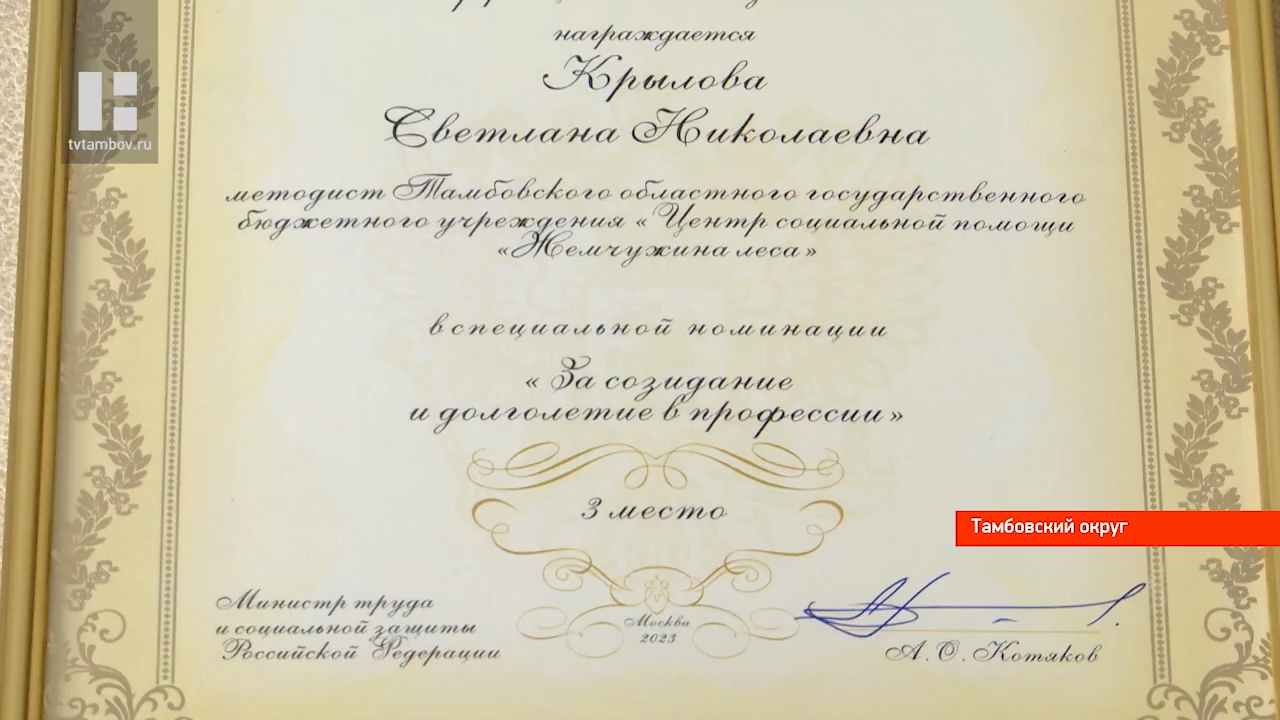 награждается
Крылова
Светлана Николаевна
методист Тамбовского областного государственного
бюджетного учреждения « Центр социальной помощи
«Жемчужина леса»
в специальной номинации
« За созидание
и долголетие в профессии»
3 место
Министр труда
и социальной защиты
Российской Федерации
Москва
2023
А. О. Котяков
tvtambov.ru
Тамбовский округ